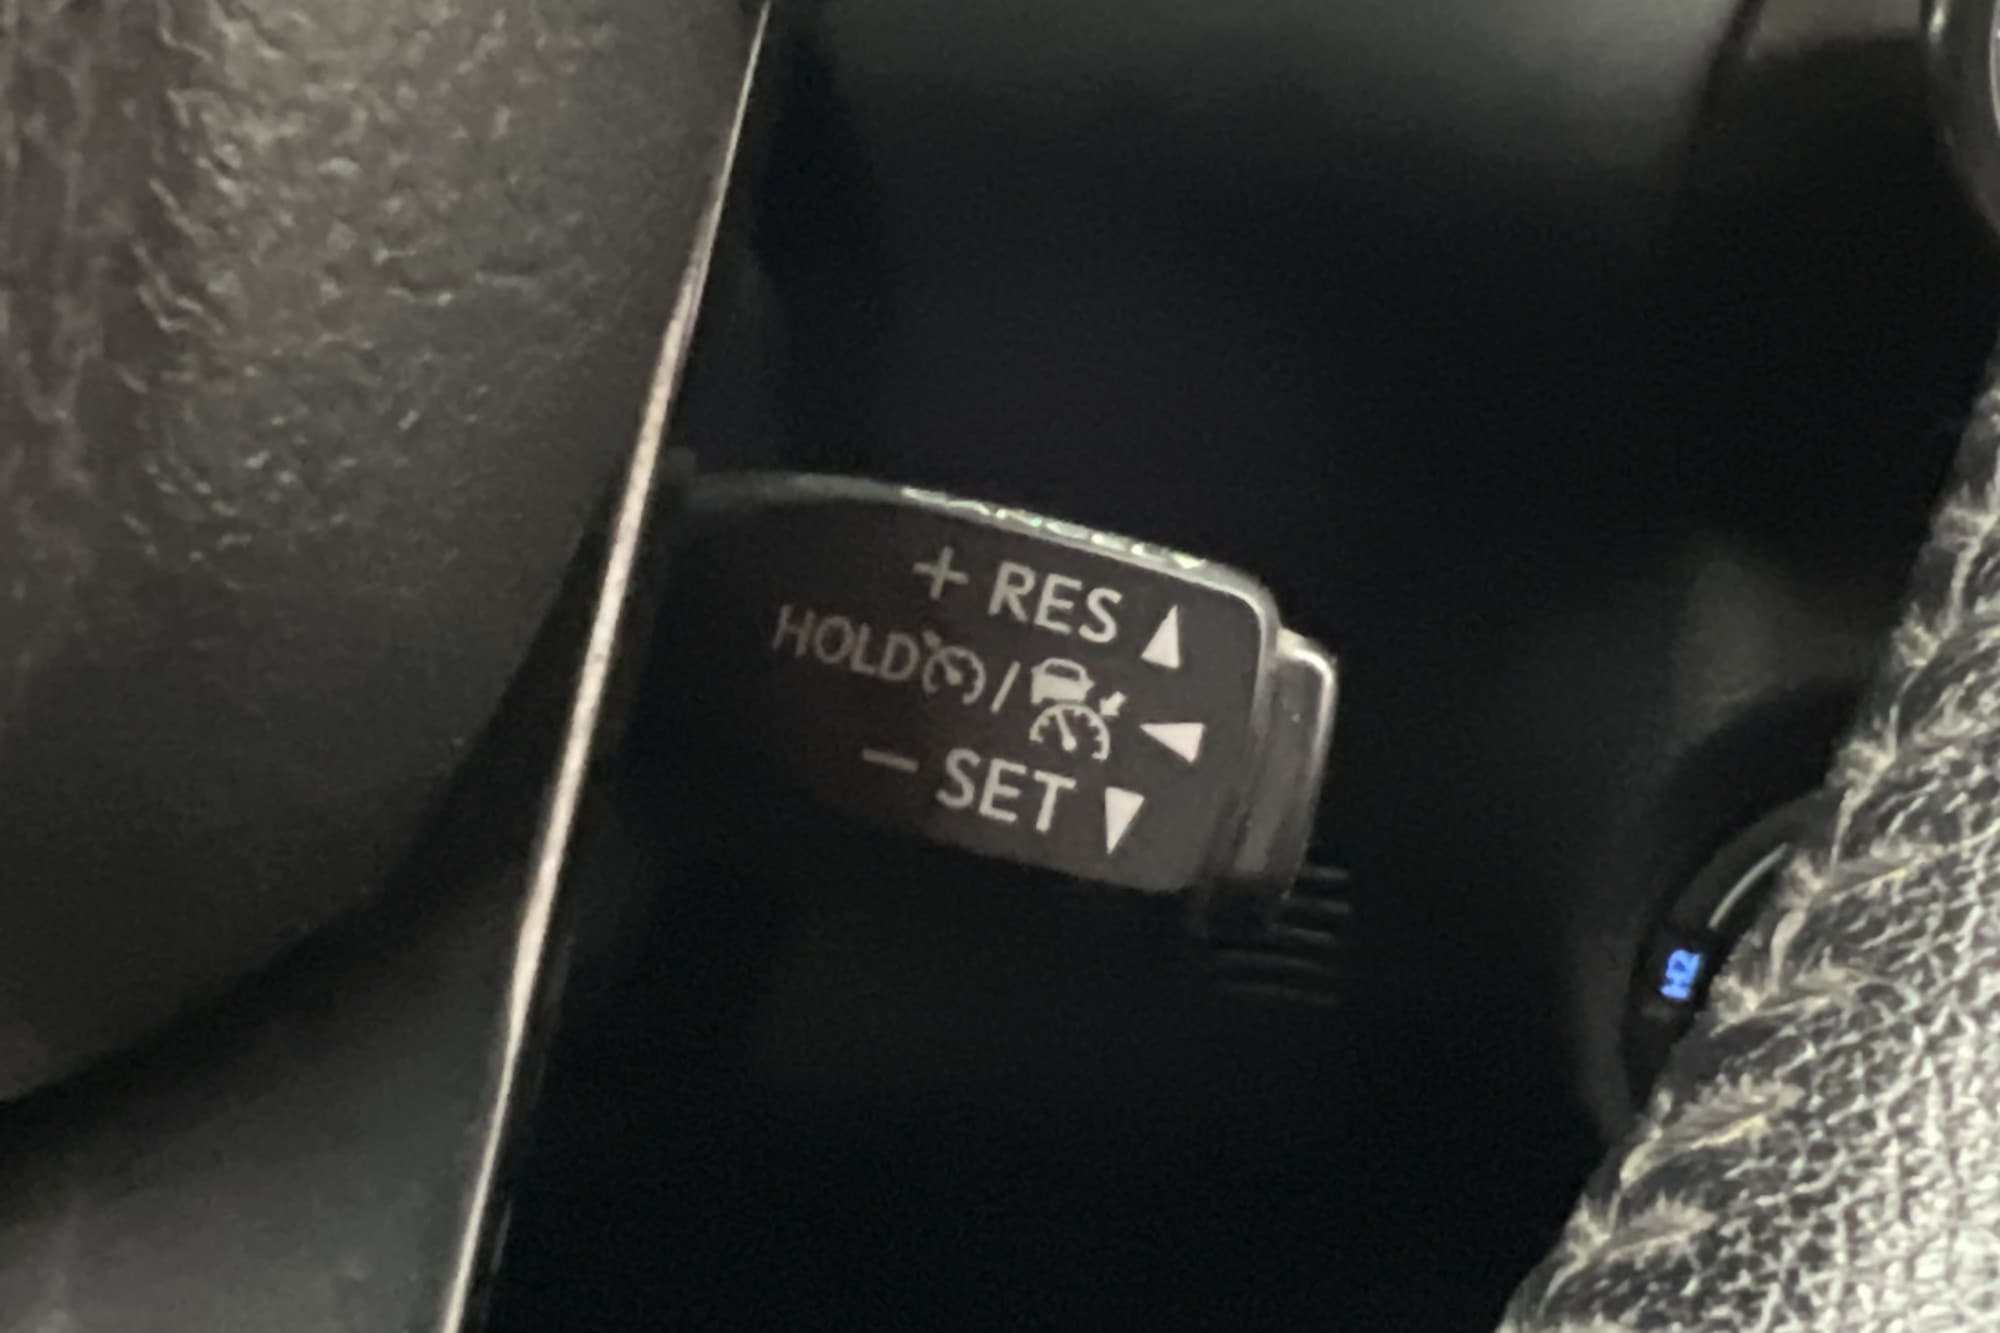 + RES
HOLD /
− SET